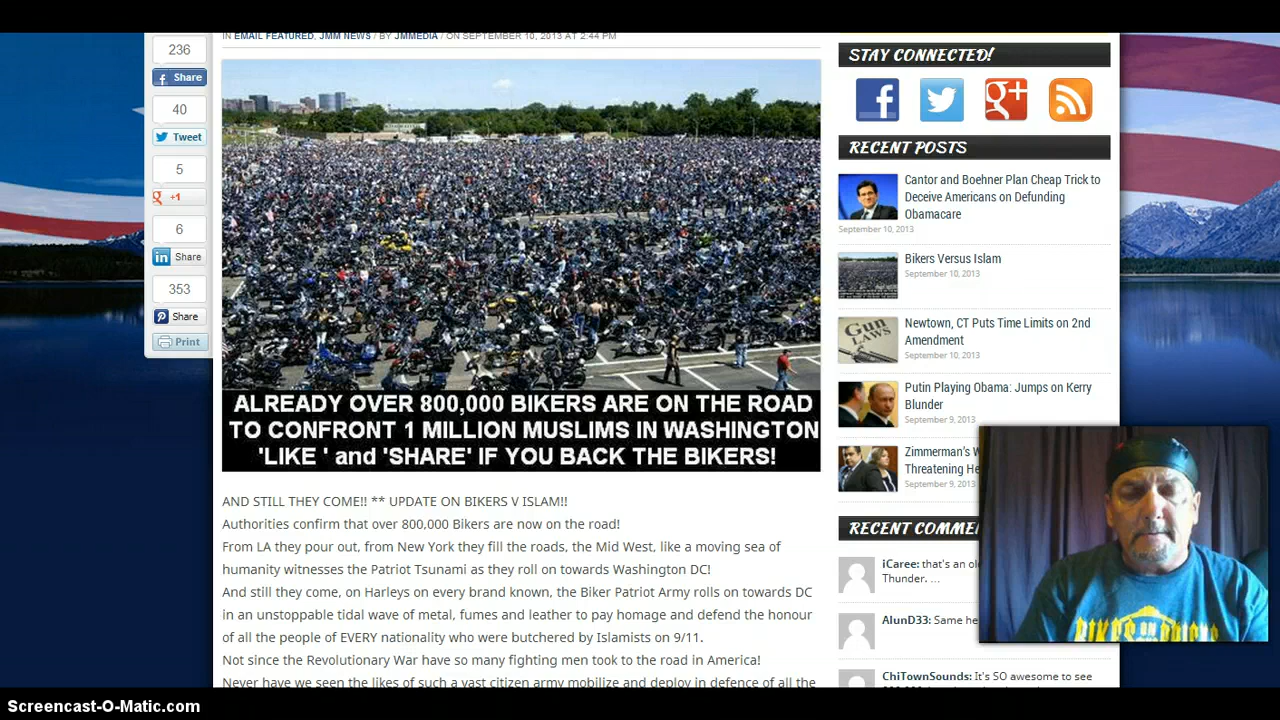 IN EMAIL FEATURED, JMM NEWS / BY JMMEDIA / ON SEPTEMBER 10, 2013 AT 2:44 PM
236
Share
40
Tweet
5
+1
6
Share
353
Share
Print
ALREADY OVER 800,000 BIKERS ARE ON THE ROAD
TO CONFRONT 1 MILLION MUSLIMS IN WASHINGTON
'LIKE ' and 'SHARE' IF YOU BACK THE BIKERS!
AND STILL THEY COME!! ** UPDATE ON BIKERS V ISLAM!!
Authorities confirm that over 800,000 Bikers are now on the road!
From LA they pour out, from New York they fill the roads, the Mid West, like a moving sea of
humanity witnesses the Patriot Tsunami as they roll on towards Washington DC!
And still they come, on Harleys on every brand known, the Biker Patriot Army rolls on towards DC
in an unstoppable tidal wave of metal, fumes and leather to pay homage and defend the honour
of all the people of EVERY nationality who were butchered by Islamists on 9/11.
Not since the Revolutionary War have so many fighting men took to the road in America!
Never have we seen the likes of such a vast citizen army mobilize and deploy in defence of all the
STAY CONNECTED!
RECENT POSTS
Cantor and Boehner Plan Cheap Trick to
Deceive Americans on Defunding
Obamacare
September 10, 2013
Bikers Versus Islam
September 10, 2013
Gun
LAWS
Newtown, CT Puts Time Limits on 2nd
Amendment
September 10, 2013
Putin Playing Obama: Jumps on Kerry
Blunder
September 9, 2013
Zimmerman's
Threatening
September 9, 2013
RECENT
iCaree: that's an
Thunder. ...
AlunD33: Same
ChiTownSounds: It's SO awesome to see
BIKES
Screencast-O-Matic.com